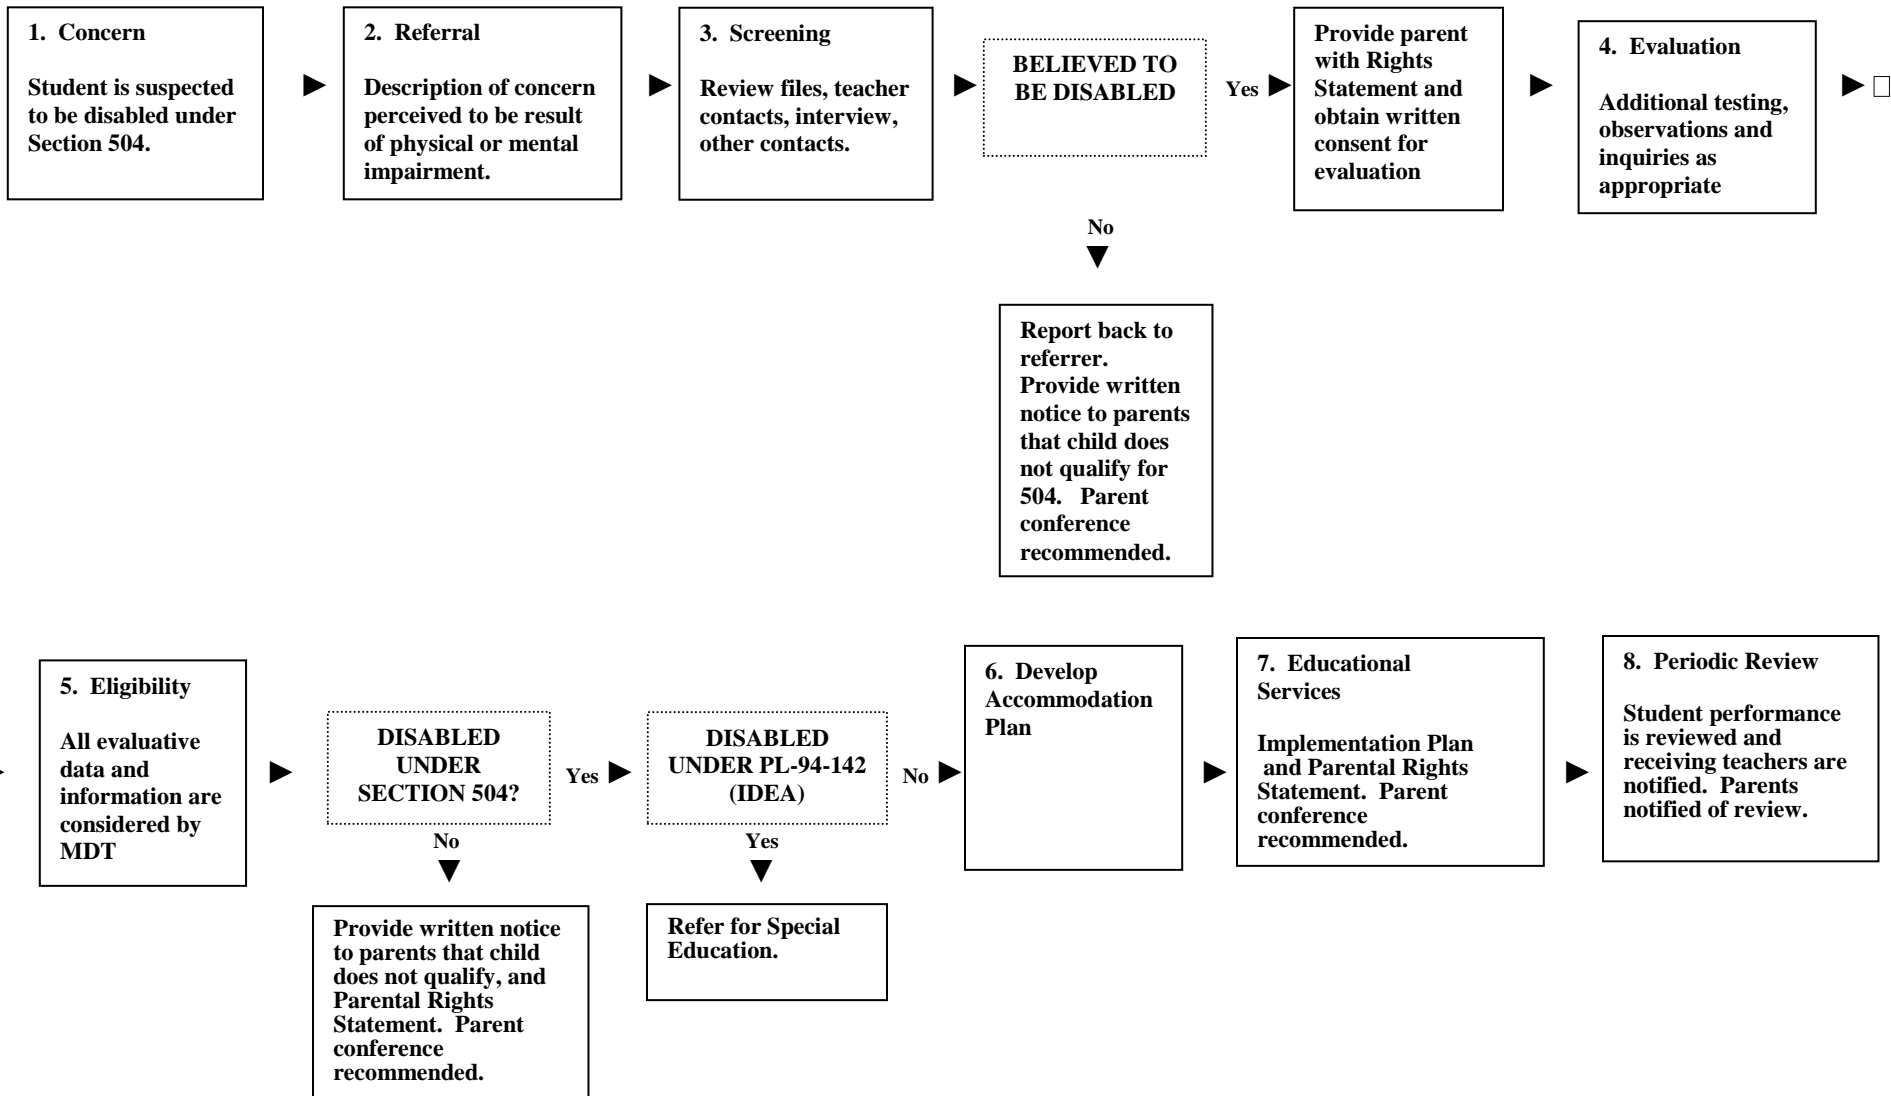 1. Concern
Student is suspected
to be disabled under
Section 504.
2. Referral
Description of concern
perceived to be result
of physical or mental
impairment.
3. Screening
Review files, teacher
contacts, interview,
other contacts.
BELIEVED TO
BE DISABLED
Yes
Provide parent
with Rights
Statement and
obtain written
consent for
evaluation
4. Evaluation
Additional testing,
observations and
inquiries as
appropriate
No
Report back to
referrer.
Provide written
notice to parents
that child does
not qualify for
504. Parent
conference
recommended.
5. Eligibility
All evaluative
data and
information are
considered by
MDT
DISABLED
UNDER
SECTION 504?
Yes
No
Provide written notice
to parents that child
does not qualify, and
Parental Rights
Statement. Parent
conference
recommended.
DISABLED
UNDER PL-94-142
(IDEA)
No
Yes
Refer for Special
Education.
6. Develop
Accommodation
Plan
7. Educational
Services
Implementation Plan
and Parental Rights
Statement. Parent
conference
recommended.
8. Periodic Review
Student performance
is reviewed and
receiving teachers are
notified. Parents
notified of review.